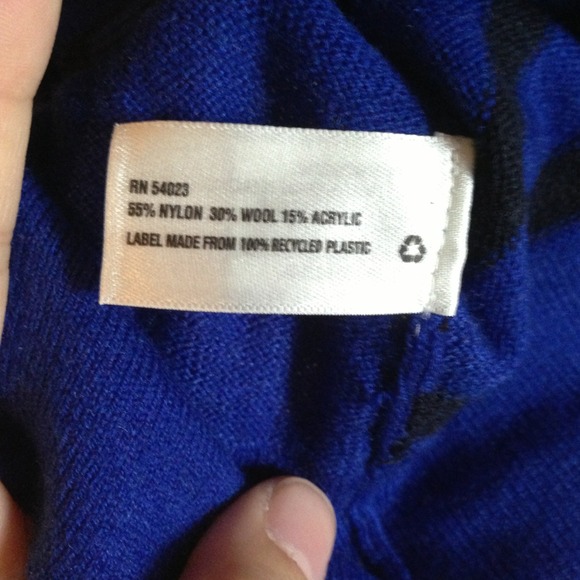 RN 54023
55% NYLON 30% WOOL 15% ACRYLIC
LABEL MADE FROM 100% RECYCLED PLASTIC